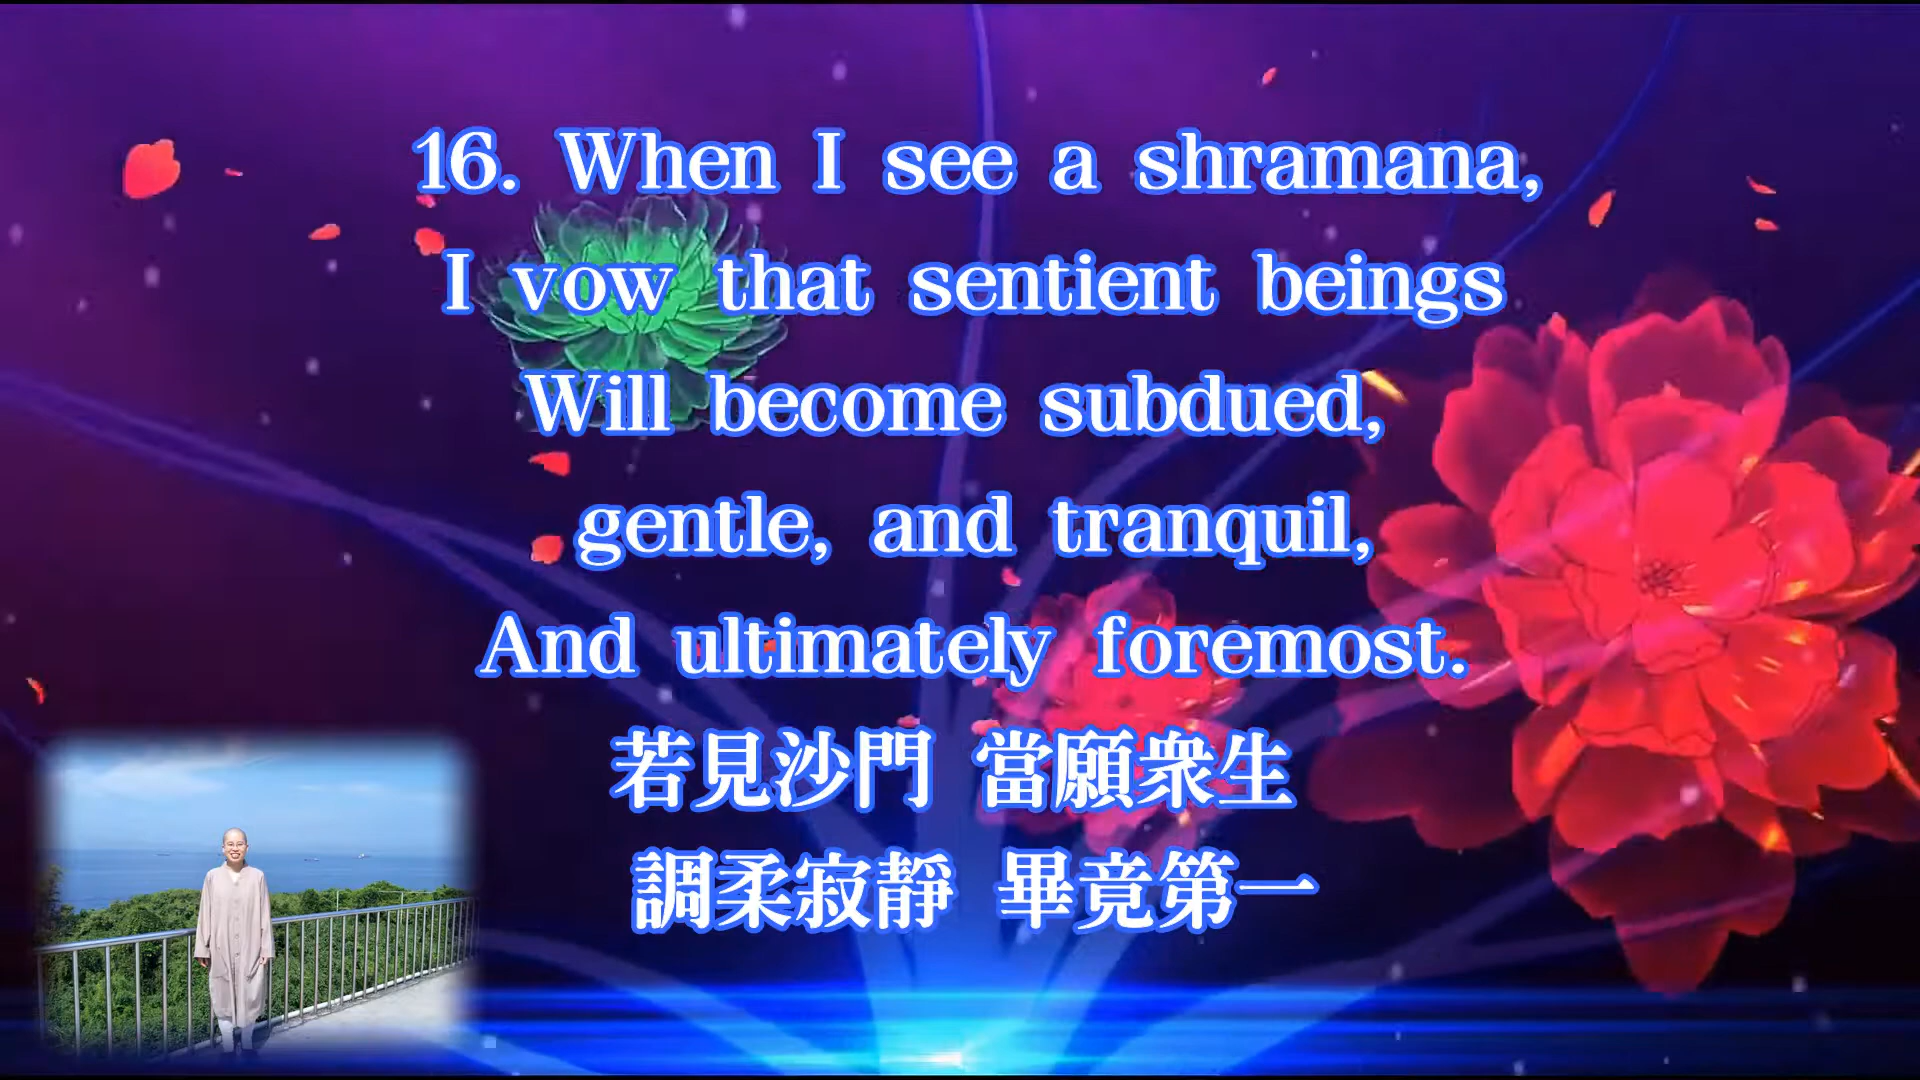 16. When I see a shramana,
I vow that sentient beings
Will become subdued,
gentle, and tranquil,
And ultimately foremost.
若見沙門 當願衆生
調柔寂靜 畢竟第一